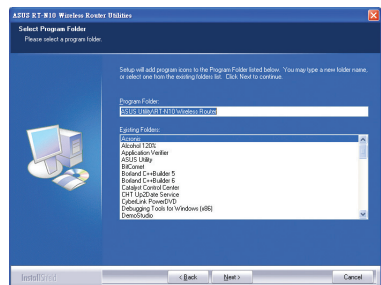 ASUS RT-N10 Wireless Router Utilities
Select Program Folder
Please select a program folder.
Setup will add program icons to the Program Folder listed below. You may type a new folder name,
or select one from the existing folders list. Click Next to continue.
Program Folder:
ASUS Utility\RT-N10 Wireless Router
Existing Folders:
Acronis
Alcohol 120%
Application Verifier
ASUS Utility
BitComet
Borland C++Builder 5
Borland C++Builder 6
Catalyst Control Center
CHT Up2Date Service
CyberLink PowerDVD
Debugging Tools for Windows (x86)
DemoStudio
InstallShield
< Back
Next >
Cancel